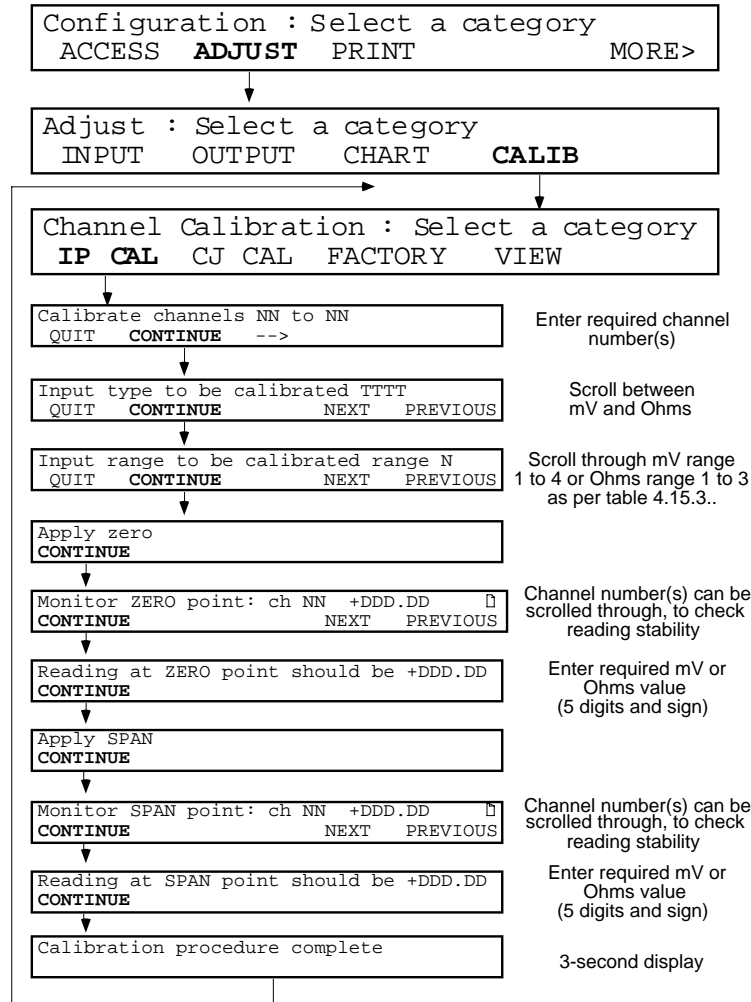 Configuration : Select a category
ACCESS ADJUST PRINT MORE>
Adjust : Select a category
INPUT OUTPUT CHART CALIB
Channel Calibration : Select a category
IP CAL CJ CAL FACTORY VIEW
Calibrate channels NN to NN
QUIT CONTINUE -->
Enter required channel
number(s)
Input type to be calibrated TTTT
QUIT CONTINUE NEXT PREVIOUS
Scroll between
mV and Ohms
Input range to be calibrated range N
QUIT CONTINUE NEXT PREVIOUS
Scroll through mV range
1 to 4 or Ohms range 1 to 3
as per table 4.15.3..
Apply zero
CONTINUE
Monitor ZERO point: ch NN +DDD.DD
CONTINUE NEXT PREVIOUS
Channel number(s) can be
scrolled through, to check
reading stability
Reading at ZERO point should be +DDD.DD
CONTINUE
Enter required mV or
Ohms value
(5 digits and sign)
Apply SPAN
CONTINUE
Monitor SPAN point: ch NN +DDD.DD
CONTINUE NEXT PREVIOUS
Channel number(s) can be
scrolled through, to check
reading stability
Reading at SPAN point should be +DDD.DD
CONTINUE
Enter required mV or
Ohms value
(5 digits and sign)
Calibration procedure complete
3-second display